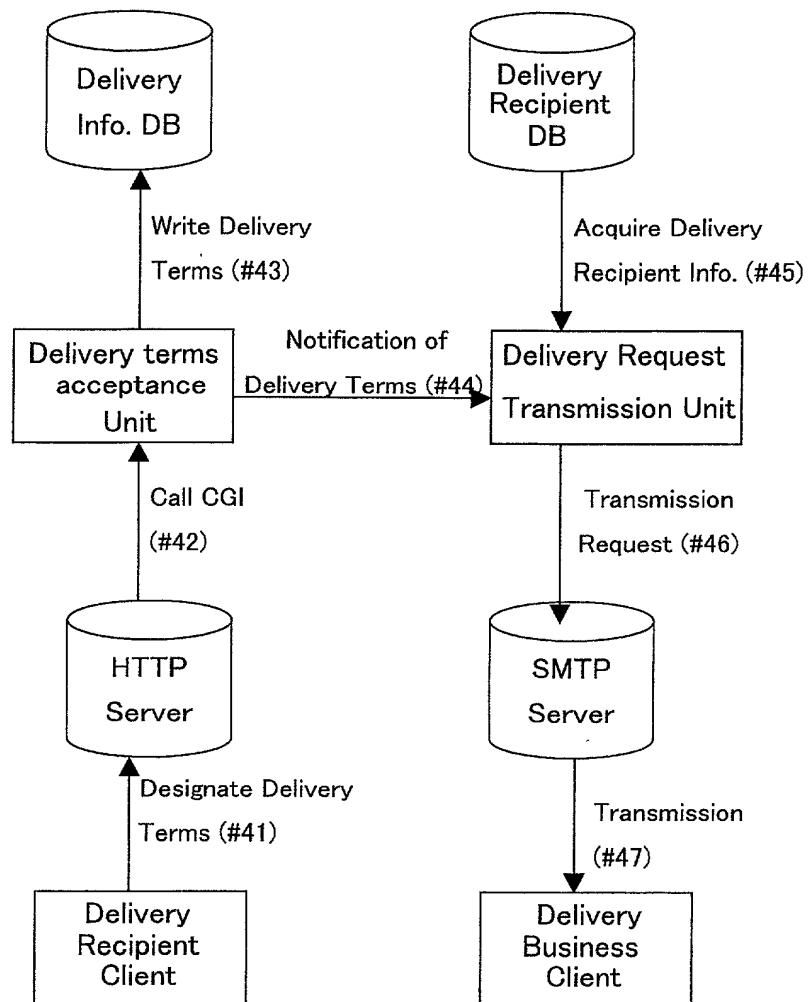 Delivery
Info. DB
Delivery
Recipient
DB
Write Delivery
Terms (#43)
Acquire Delivery
Recipient Info. (#45)
Delivery terms
acceptance
Unit
Notification of
Delivery Terms (#44)
Delivery Request
Transmission Unit
Call CGI
(#42)
Transmission
Request (#46)
HTTP
Server
SMTP
Server
Designate Delivery
Terms (#41)
Transmission
(#47)
Delivery
Recipient
Client
Delivery
Business
Client